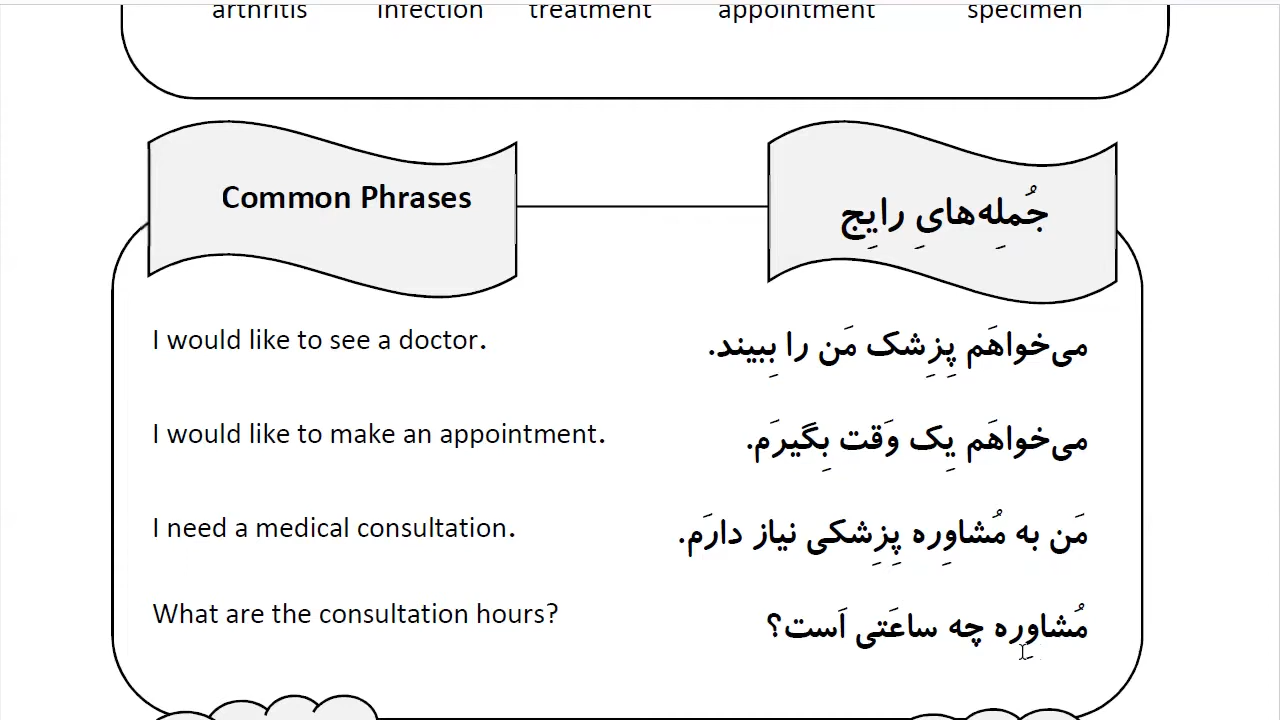 arthritis infection treatment appointment specimen
Common Phrases
جُملِه‌هایِ رایِج
I would like to see a doctor.
می‌خواهَم پِزِشک مَن را بِبیند.
I would like to make an appointment.
می‌خواهَم یِک وَقت بِگیرَم.
I need a medical consultation.
مَن به مُشاوِره پِزِشکی نیاز دارَم.
What are the consultation hours?
مُشاوِره چه ساعَتی اَست؟